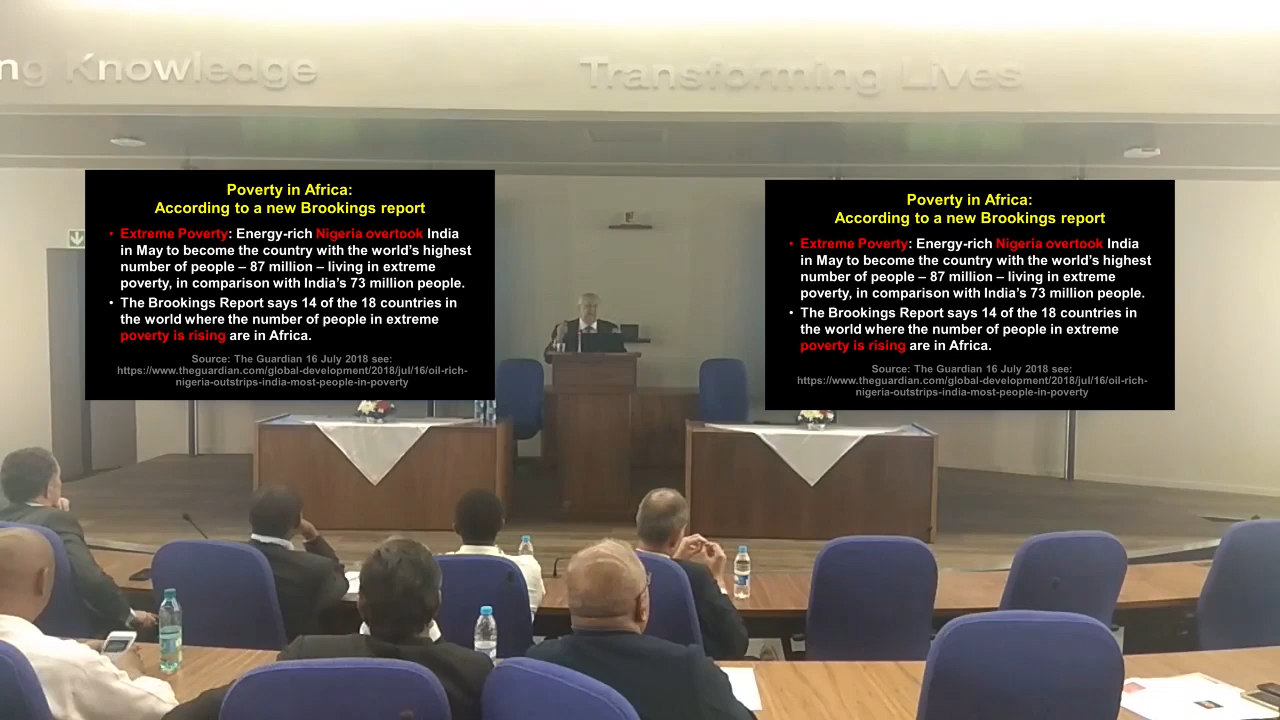 ng Knowledge
Transforming Lives
Poverty in Africa:
According to a new Brookings report
• Extreme Poverty: Energy-rich Nigeria overtook India
in May to become the country with the world’s highest
number of people – 87 million – living in extreme
poverty, in comparison with India’s 73 million people.
• The Brookings Report says 14 of the 18 countries in
the world where the number of people in extreme
poverty is rising are in Africa.
Source: The Guardian 16 July 2018 see:
https://www.theguardian.com/global-development/2018/jul/16/oil-rich-
nigeria-outstrips-india-most-people-in-poverty
Poverty in Africa:
According to a new Brookings report
• Extreme Poverty: Energy-rich Nigeria overtook India
in May to become the country with the world’s highest
number of people – 87 million – living in extreme
poverty, in comparison with India’s 73 million people.
• The Brookings Report says 14 of the 18 countries in
the world where the number of people in extreme
poverty is rising are in Africa.
Source: The Guardian 16 July 2018 see:
https://www.theguardian.com/global-development/2018/jul/16/oil-rich-
nigeria-outstrips-india-most-people-in-poverty